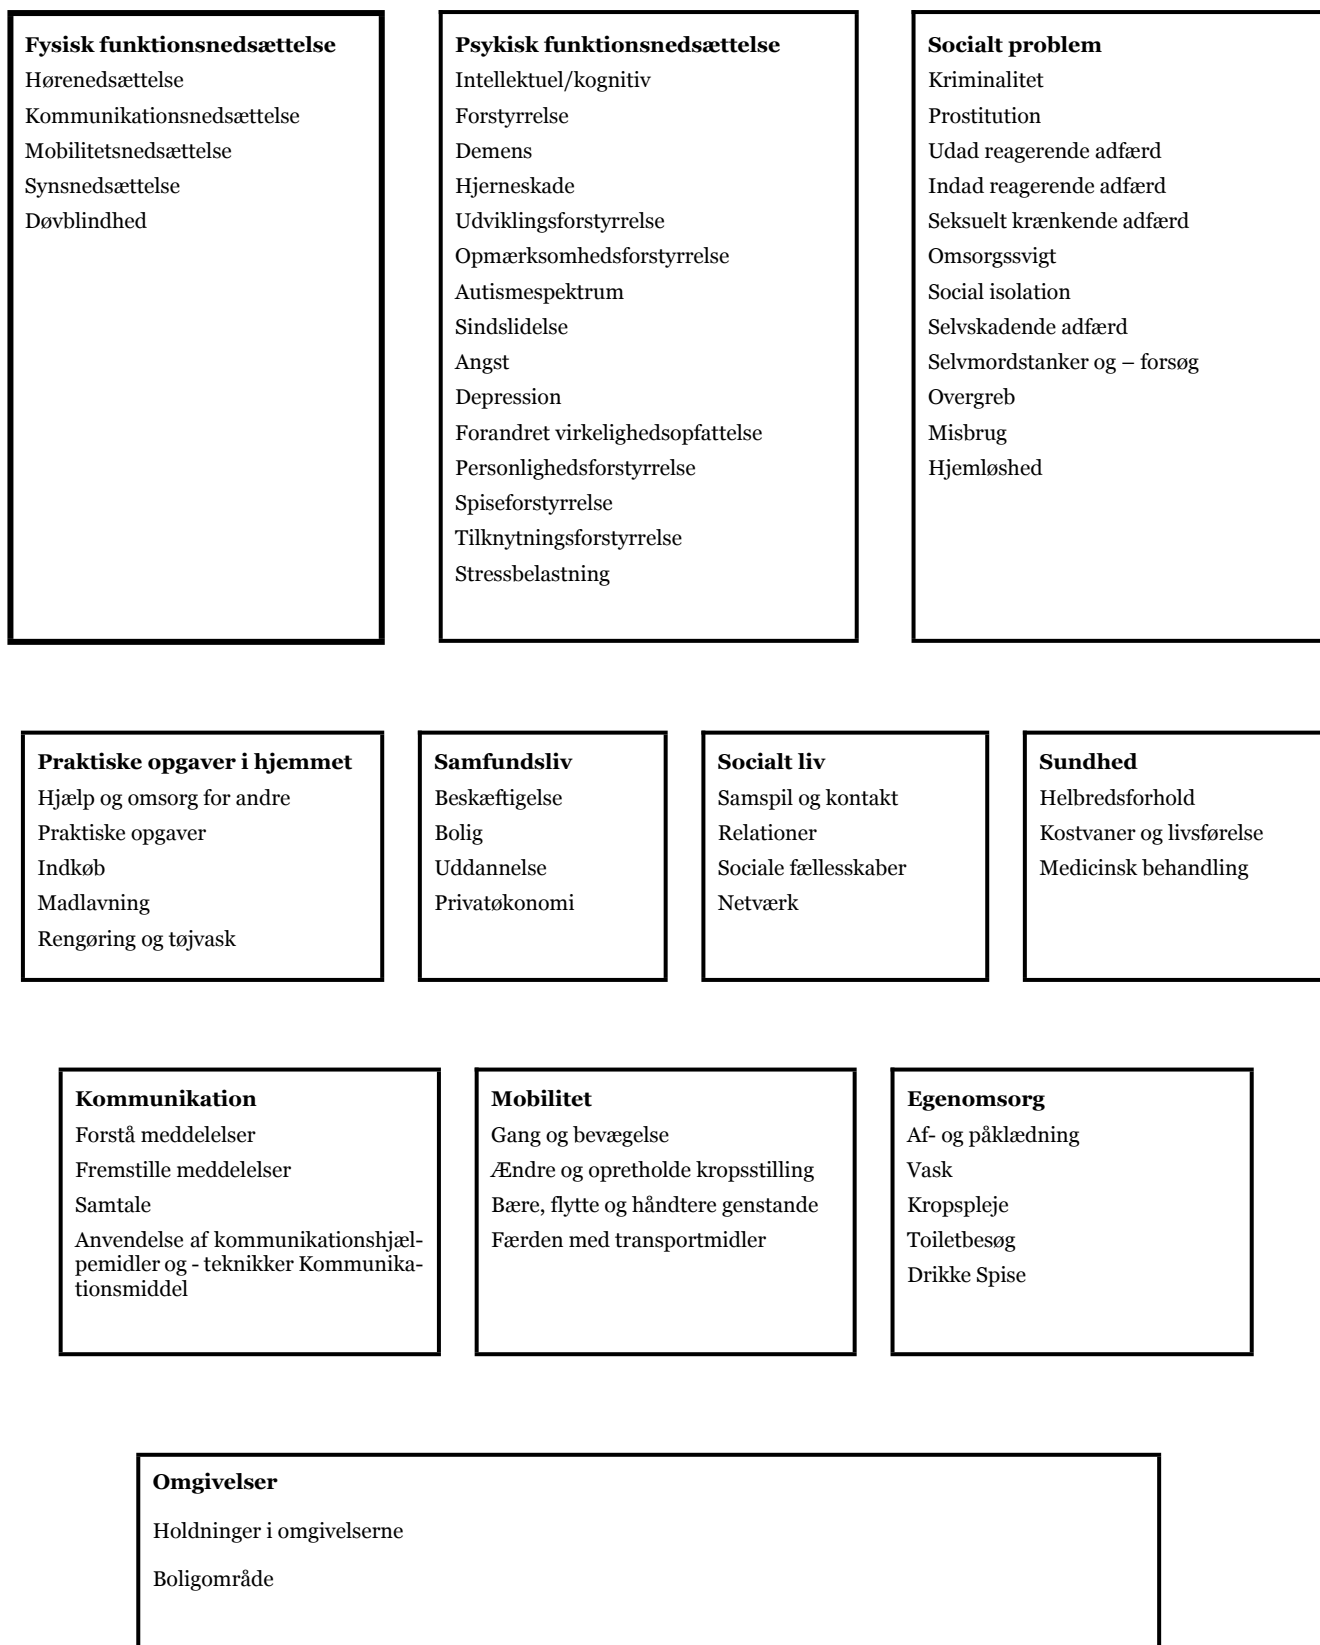 Fysisk funktionsnedsættelse
Hørenedsættelse
Kommunikationsnedsættelse
Mobilitetsnedsættelse
Synsnedsættelse
Døvblindhed
Psykisk funktionsnedsættelse
Intellektuel/kognitiv
Forstyrrelse
Demens
Hjerneskade
Udviklingsforstyrrelse
Opmærksomhedsforstyrrelse
Autismespektrum
Sindslidelse
Angst
Depression
Forandret virkelighedsopfattelse
Personlighedsforstyrrelse
Spiseforstyrrelse
Tilknytningsforstyrrelse
Stressbelastning
Socialt problem
Kriminalitet
Prostitution
Udad reagerende adfærd
Indad reagerende adfærd
Seksuelt krænkende adfærd
Omsorgssvigt
Social isolation
Selvskadende adfærd
Selvmordstanker og – forsøg
Overgreb
Misbrug
Hjemløshed
Praktiske opgaver i hjemmet
Hjælp og omsorg for andre
Praktiske opgaver
Indkøb
Madlavning
Rengøring og tøjvask
Samfundsliv
Beskæftigelse
Bolig
Uddannelse
Privatøkonomi
Socialt liv
Samspil og kontakt
Relationer
Sociale fællesskaber
Netværk
Sundhed
Helbredsforhold
Kostvaner og livsførelse
Medicinsk behandling
Kommunikation
Forstå meddelelser
Fremstille meddelelser
Samtale
Anvendelse af kommunikationshjæl-
pemidler og - teknikker Kommunika-
tionsmiddel
Mobilitet
Gang og bevægelse
Ændre og opretholde kropsstilling
Bære, flytte og håndtere genstande
Færden med transportmidler
Egenomsorg
Af- og påklædning
Vask
Kropspleje
Toiletbesøg
Drikke Spise
Omgivelser
Holdninger i omgivelserne
Boligområde